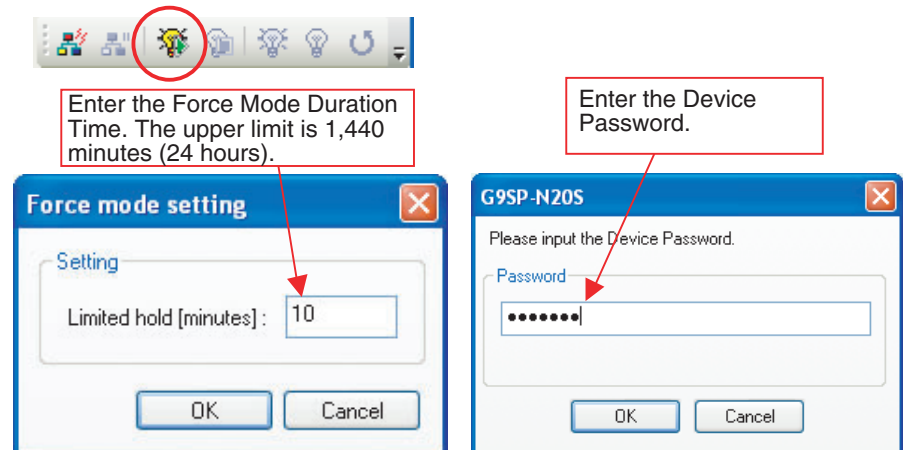 Enter the Force Mode Duration
Time. The upper limit is 1,440
minutes (24 hours).
Enter the Device
Password.
Force mode setting
Setting
Limited hold [minutes] :
10
OK
Cancel
G9SP-N20S
Please input the Device Password.
Password
•••••••
OK
Cancel